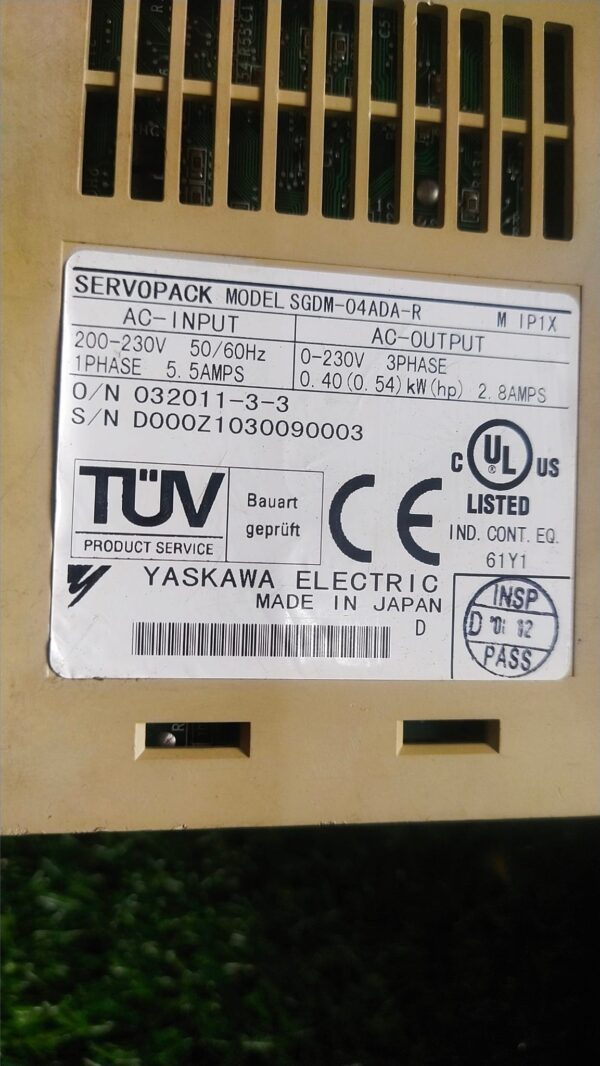 SERVOPACK MODEL SGDM-04ADA-R M IP1X
AC-INPUT
200-230V 50/60Hz
1PHASE 5.5AMPS
AC-OUTPUT
0-230V 3PHASE
0.40(0.54)kW(hp) 2.8AMPS
O/N 032011-3-3
S/N D000Z1030090003
TÜV
PRODUCT SERVICE
Bauart
geprüft
CE
C UL US
®
LISTED
IND. CONT. EQ.
61Y1
YASKAWA ELECTRIC
MADE IN JAPAN
D
INSP
D '01 12
PASS